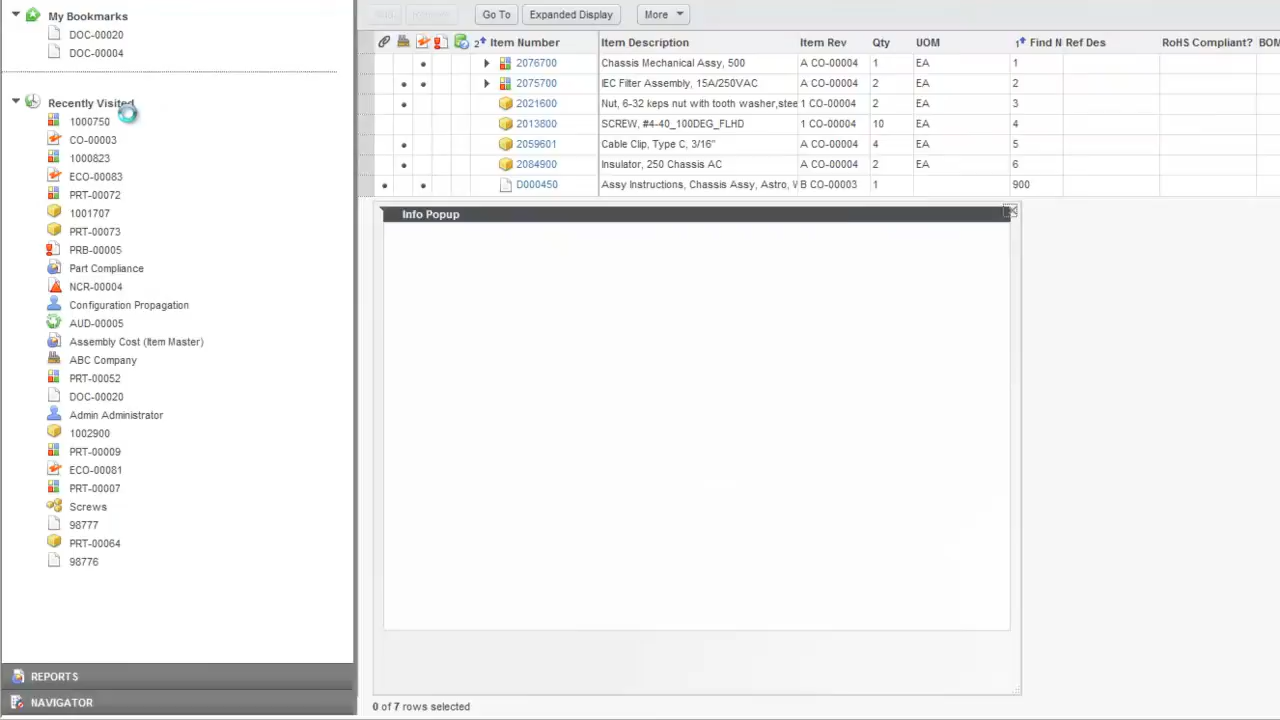 My Bookmarks
DOC-00020
DOC-00004
Recently Visited
1000750
CO-00003
1000823
ECO-00083
PRT-00072
1001707
PRT-00073
PRB-00005
Part Compliance
NCR-00004
Configuration Propagation
AUD-00005
Assembly Cost (Item Master)
ABC Company
PRT-00052
DOC-00020
Admin Administrator
1002900
PRT-00009
ECO-00081
PRT-00007
Screws
98777
PRT-00064
98776
REPORTS
NAVIGATOR
Go To Expanded Display More
2 Item Number Item Description Item Rev Qty UOM 1 Find N Ref Des RoHS Compliant? BOM
2076700 Chassis Mechanical Assy, 500 A CO-00004 1 EA 1
2075700 IEC Filter Assembly, 15A/250VAC A CO-00004 2 EA 2
2021600 Nut, 6-32 keps nut with tooth washer,stee 1 CO-00004 2 EA 3
2013800 SCREW, #4-40_100DEG_FLHD 1 CO-00004 10 EA 4
2059601 Cable Clip, Type C, 3/16" A CO-00004 4 EA 5
2084900 Insulator, 250 Chassis AC A CO-00004 2 EA 6
D000450 Assy Instructions, Chassis Assy, Astro, V B CO-00003 1 900
Info Popup
0 of 7 rows selected